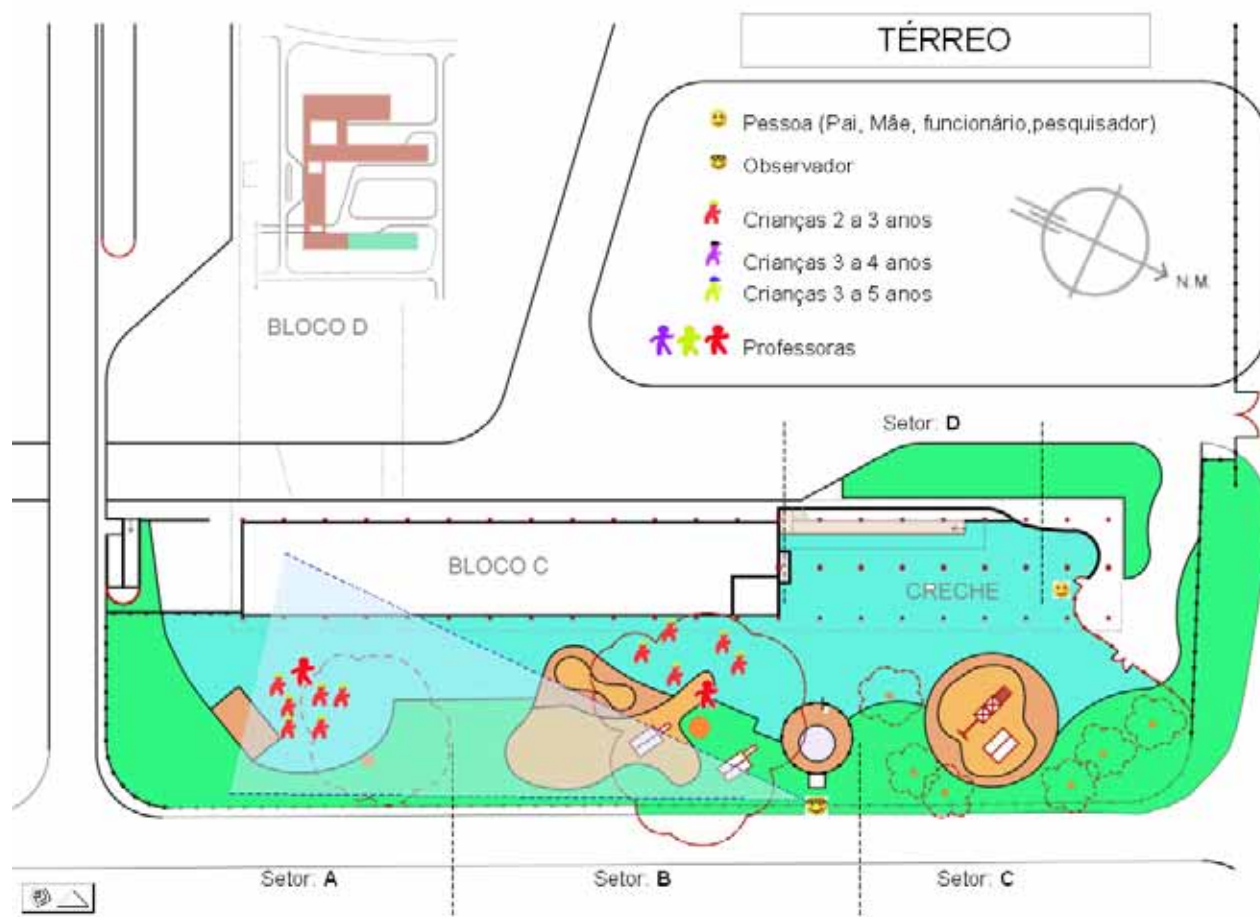 TÉRREO
Pessoa (Pai, Mãe, funcionário,pesquisador)
Observador
Crianças 2 a 3 anos
Crianças 3 a 4 anos
Crianças 3 a 5 anos
Professoras
N.M.
BLOCO D
Setor: D
BLOCO C
CRECHE
Setor: A
Setor: B
Setor: C